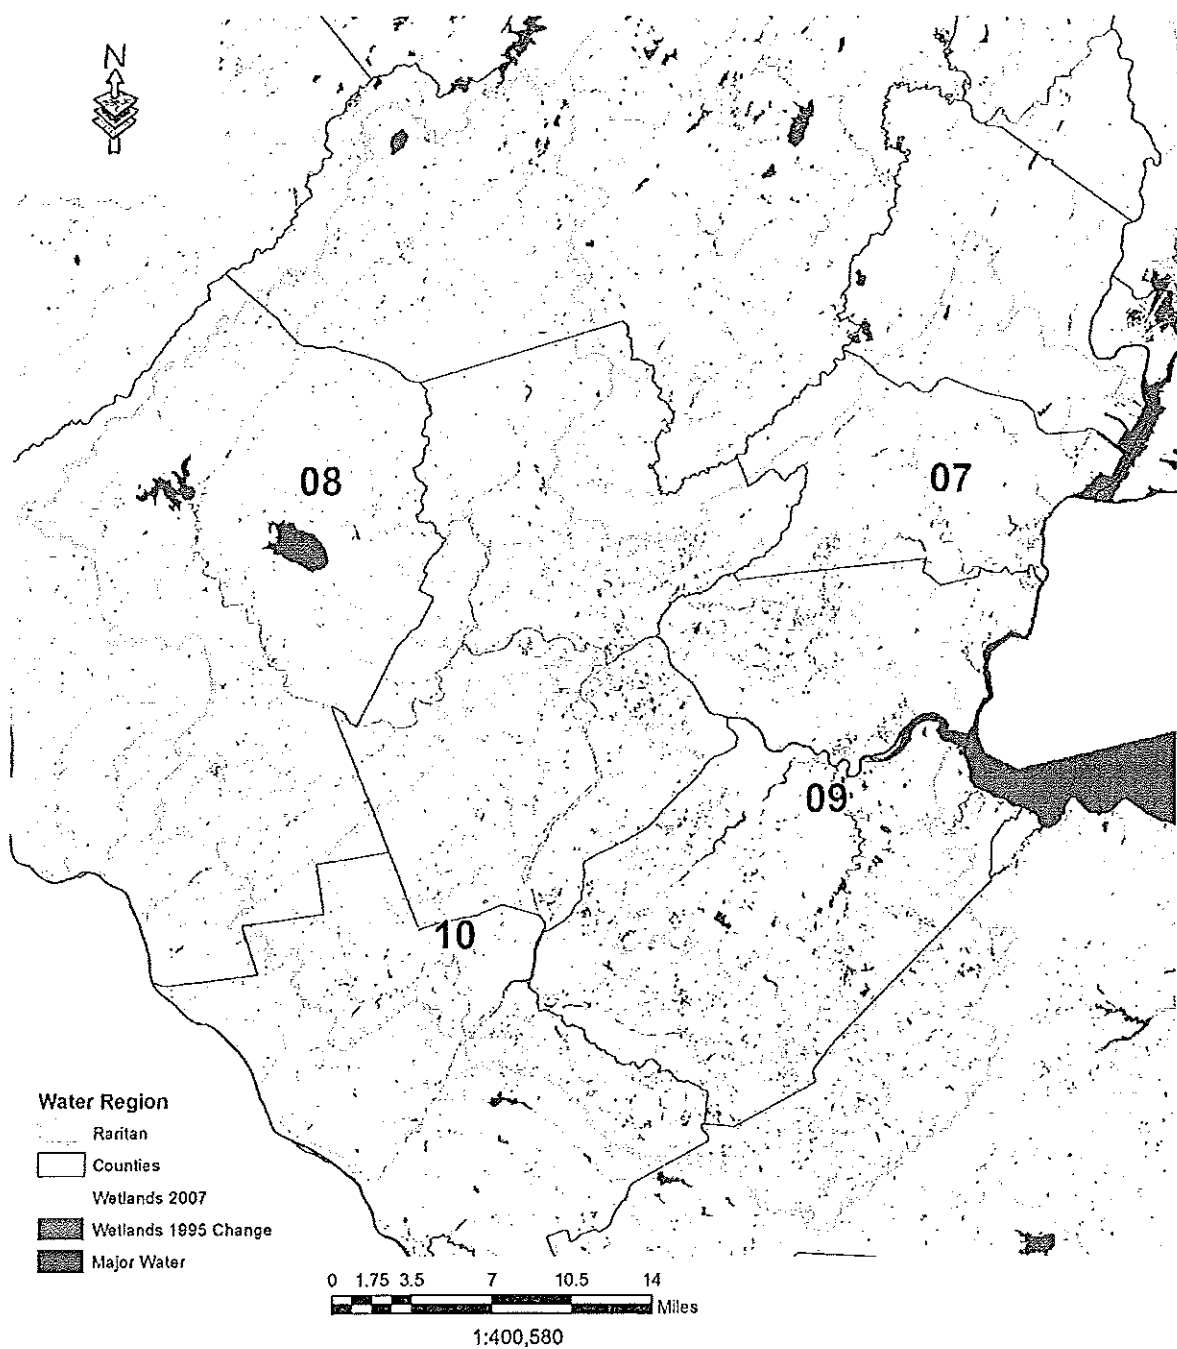 N
08
07
09
10
Water Region
Raritan
Counties
Wetlands 2007
Wetlands 1995 Change
Major Water
0 1.75 3.5 7 10.5 14
Miles
1:400,580